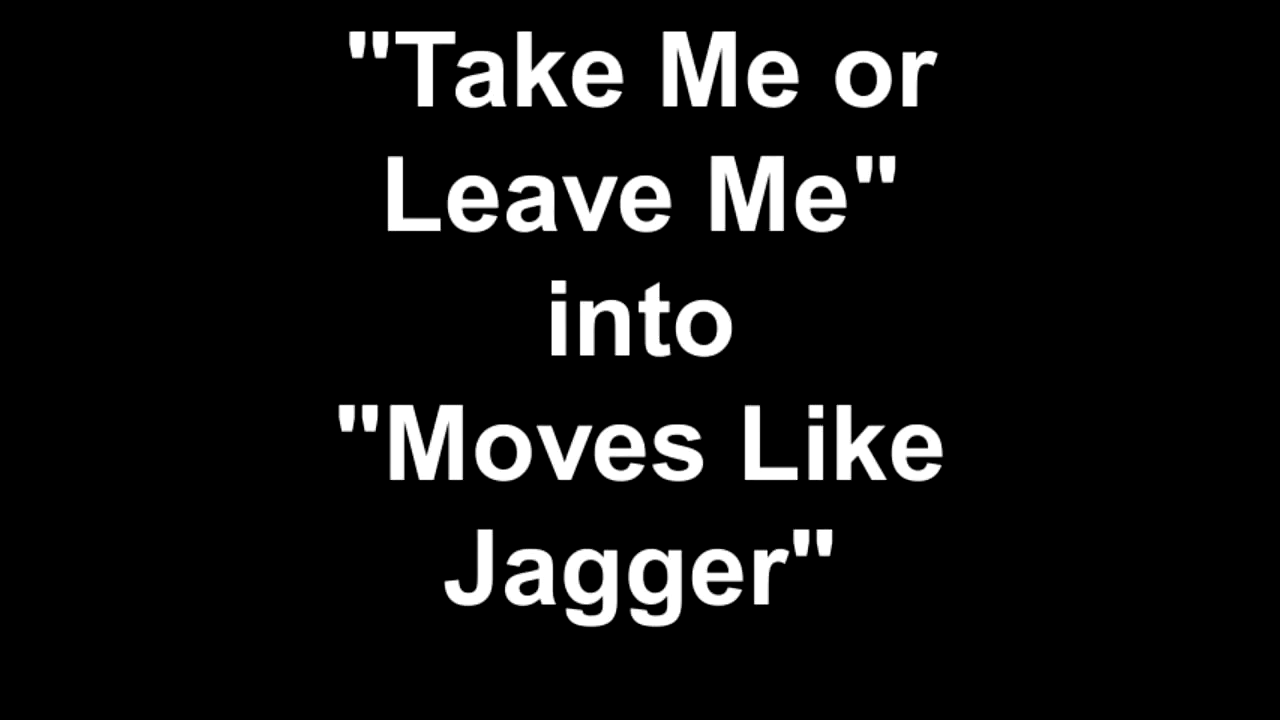 "Take Me or
Leave Me"
into
"Moves Like
Jagger"